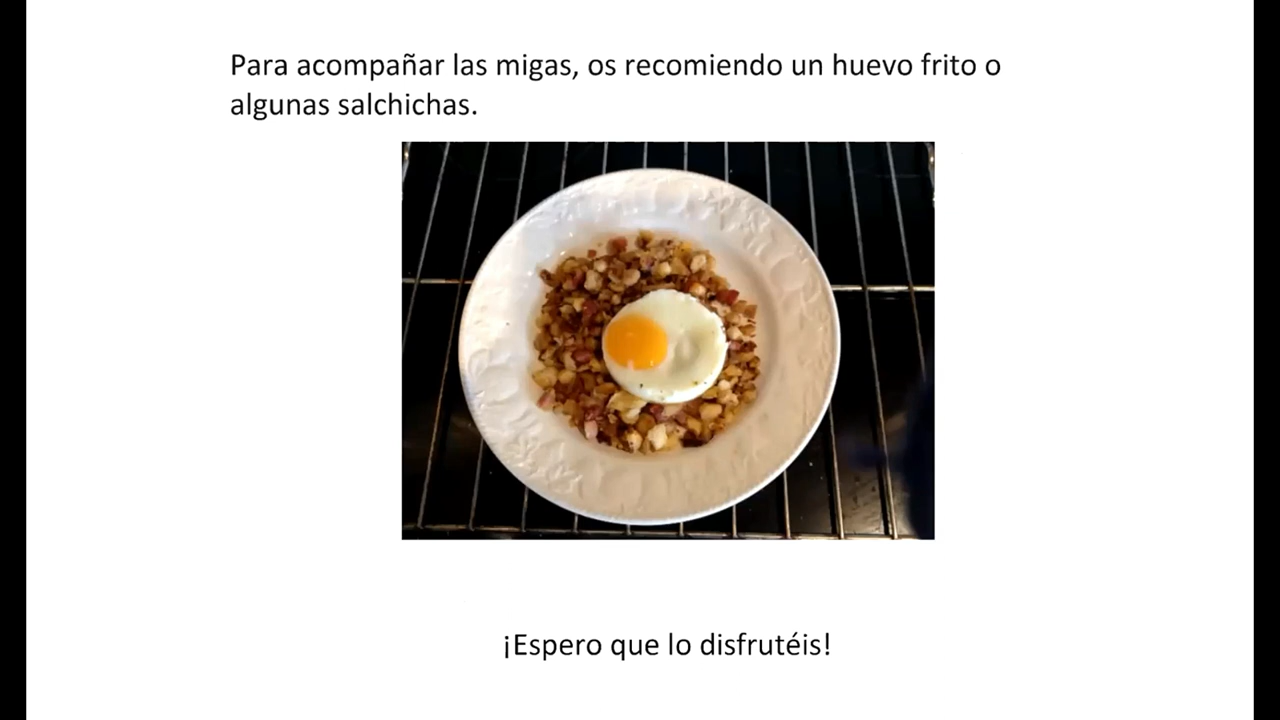 Para acompañar las migas, os recomiendo un huevo frito o
algunas salchichas.
¡Espero que lo disfrutéis!